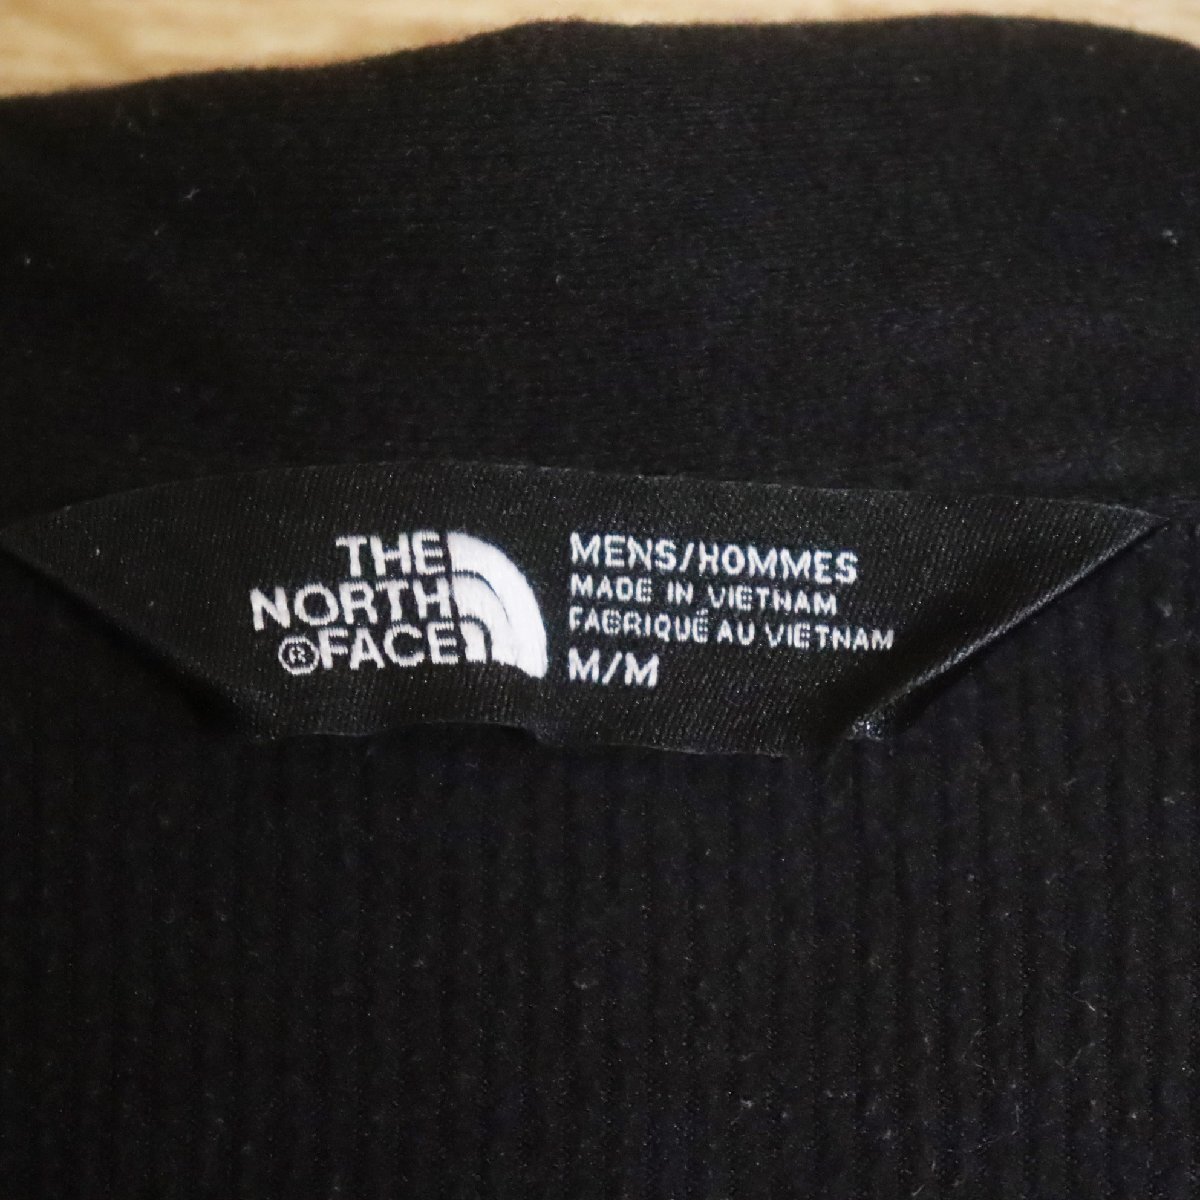 THE
NORTH
®FACE
MENS/HOMMES
MADE IN VIETNAM
FABRIQUÉ AU VIETNAM
M/M